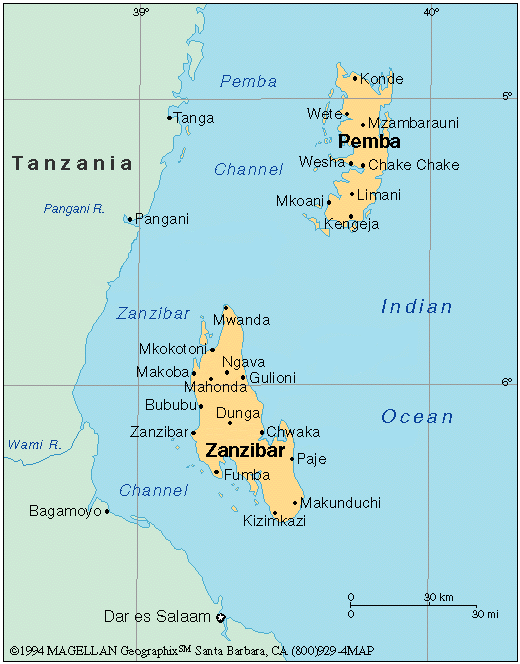 39° 40°
Pemba
Konde
5°
Wete
Tanga
Mzambarauni
Pemba
Tanzania
Wesha
Chake Chake
Channel
Limani
Mkoani
Pangani R.
Pangani
Kengeja
Zanzibar
Indian
Mwanda
Mkokotoni
Ngava
Makoba
Gulioni
6°
Mahonda
Bububu
Dunga
Ocean
Zanzibar
Chwaka
Wami R.
Zanzibar
Paje
Fumba
Channel
Makunduchi
Bagamoyo
Kizimkazi
0 30 km
0 30 mi
Dar es Salaam
©1994 MAGELLAN Geographix℠ Santa Barbara, CA (800)929-4MAP